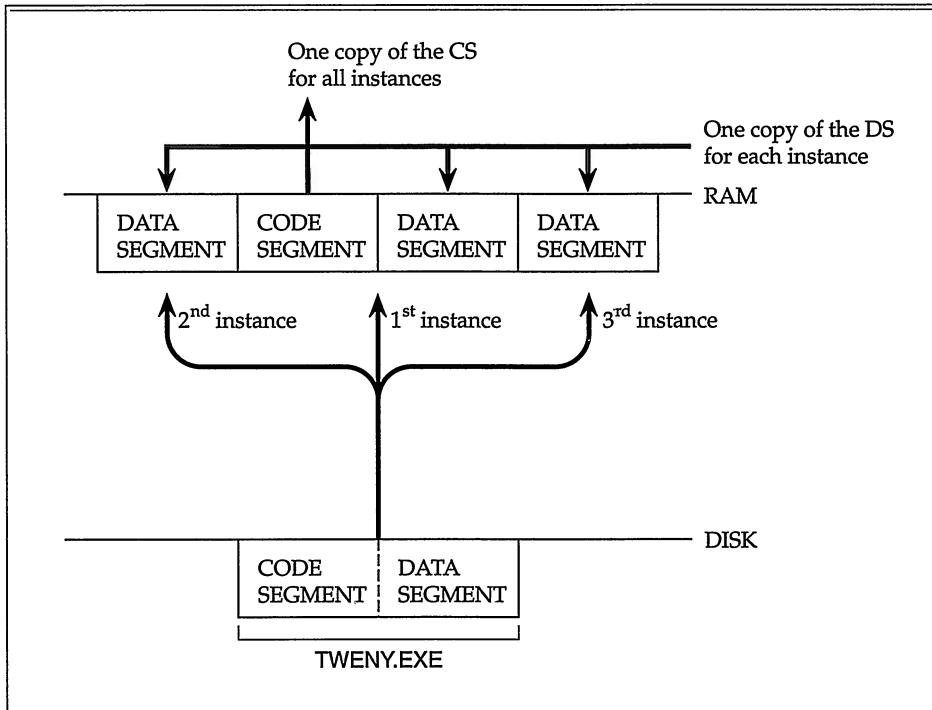 One copy of the CS
for all instances
One copy of the DS
for each instance
RAM
DATA
SEGMENT
CODE
SEGMENT
DATA
SEGMENT
DATA
SEGMENT
2nd instance
1st instance
3rd instance
DISK
CODE
SEGMENT
DATA
SEGMENT
TWENY.EXE